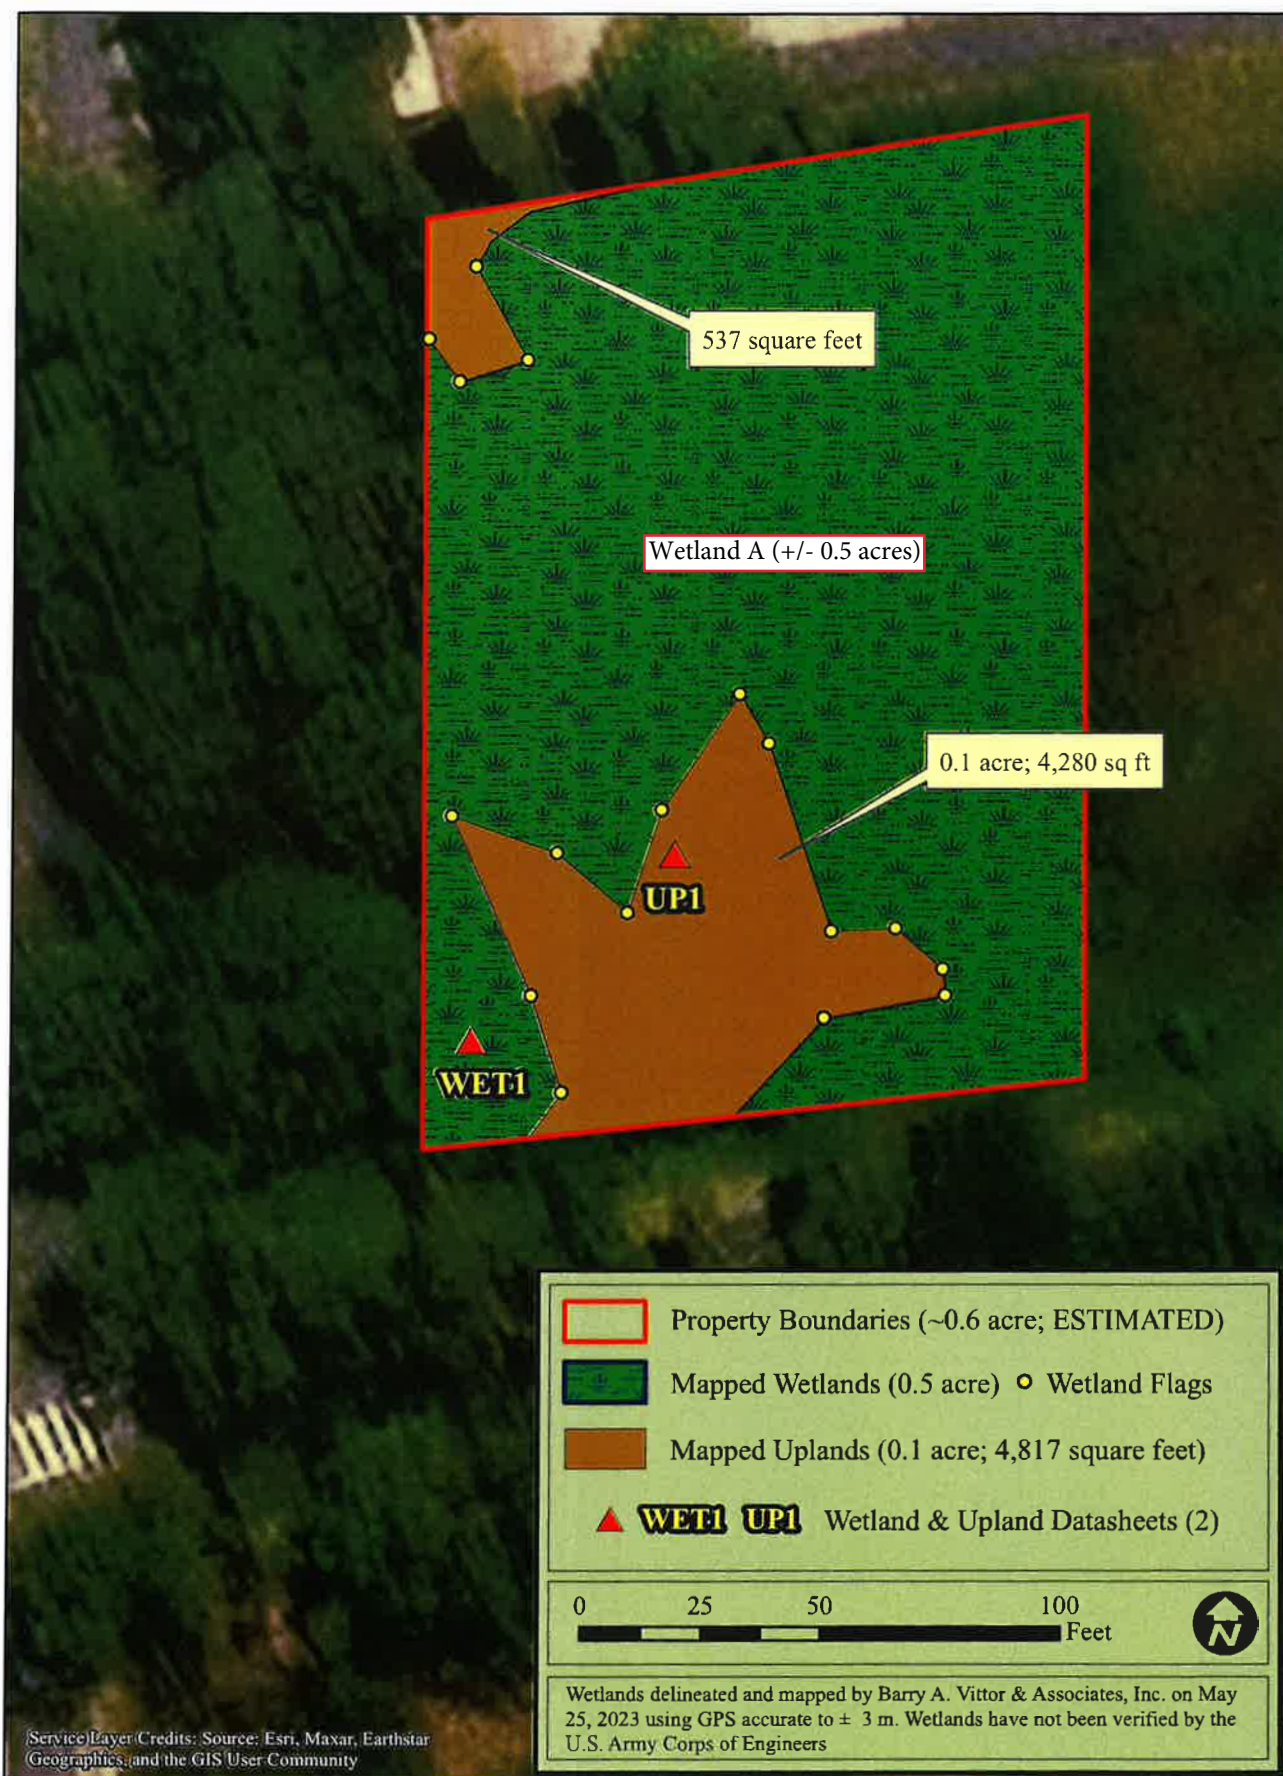 537 square feet
Wetland A (+/- 0.5 acres)
0.1 acre; 4,280 sq ft
UP1
WET1
Property Boundaries (~0.6 acre; ESTIMATED)
Mapped Wetlands (0.5 acre) Wetland Flags
Mapped Uplands (0.1 acre; 4,817 square feet)
WET1 UP1 Wetland & Upland Datasheets (2)
0 25 50 100
Feet
N
Wetlands delineated and mapped by Barry A. Vittor & Associates, Inc. on May
25, 2023 using GPS accurate to ± 3 m. Wetlands have not been verified by the
U.S. Army Corps of Engineers
Service Layer Credits: Source: Esri, Maxar, Earthstar
Geographics, and the GIS User Community